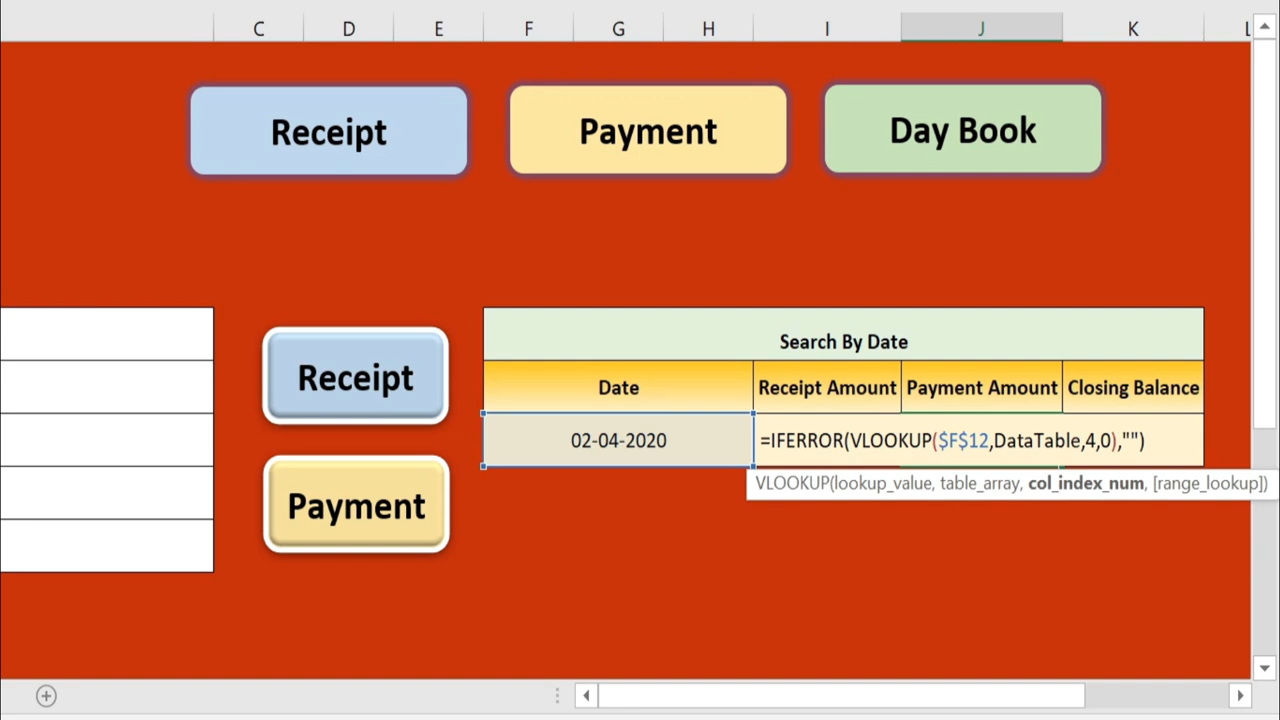 C D E F G H I J K L
Receipt Payment Day Book
Search By Date
Receipt
Date Receipt Amount Payment Amount Closing Balance
02-04-2020 =IFERROR(VLOOKUP($F$12,DataTable,4,0),"")
VLOOKUP(lookup_value, table_array, col_index_num, [range_lookup])
Payment